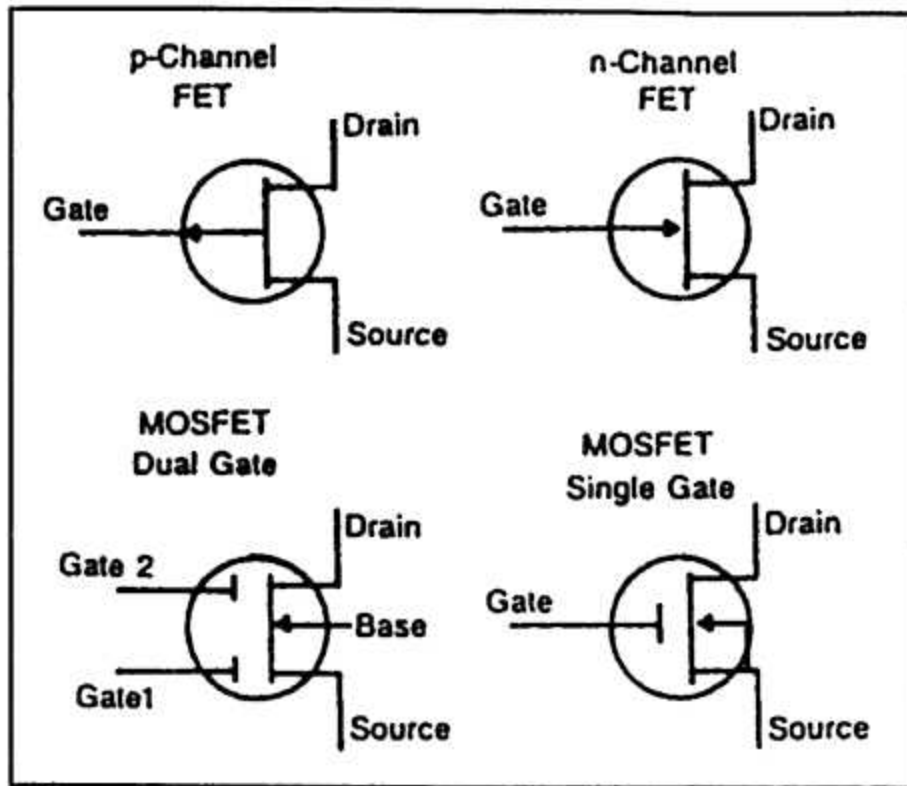 p-Channel
FET
Drain
Gate
Source
n-Channel
FET
Drain
Gate
Source
MOSFET
Dual Gate
Drain
Gate 2
Base
Gate1
Source
MOSFET
Single Gate
Drain
Gate
Source